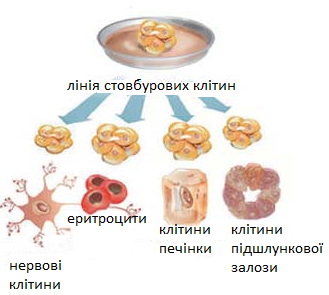 лінія стовбурових клітин
еритроцити
нервові
клітини
клітини
печінки
клітини
підшлункової
залози